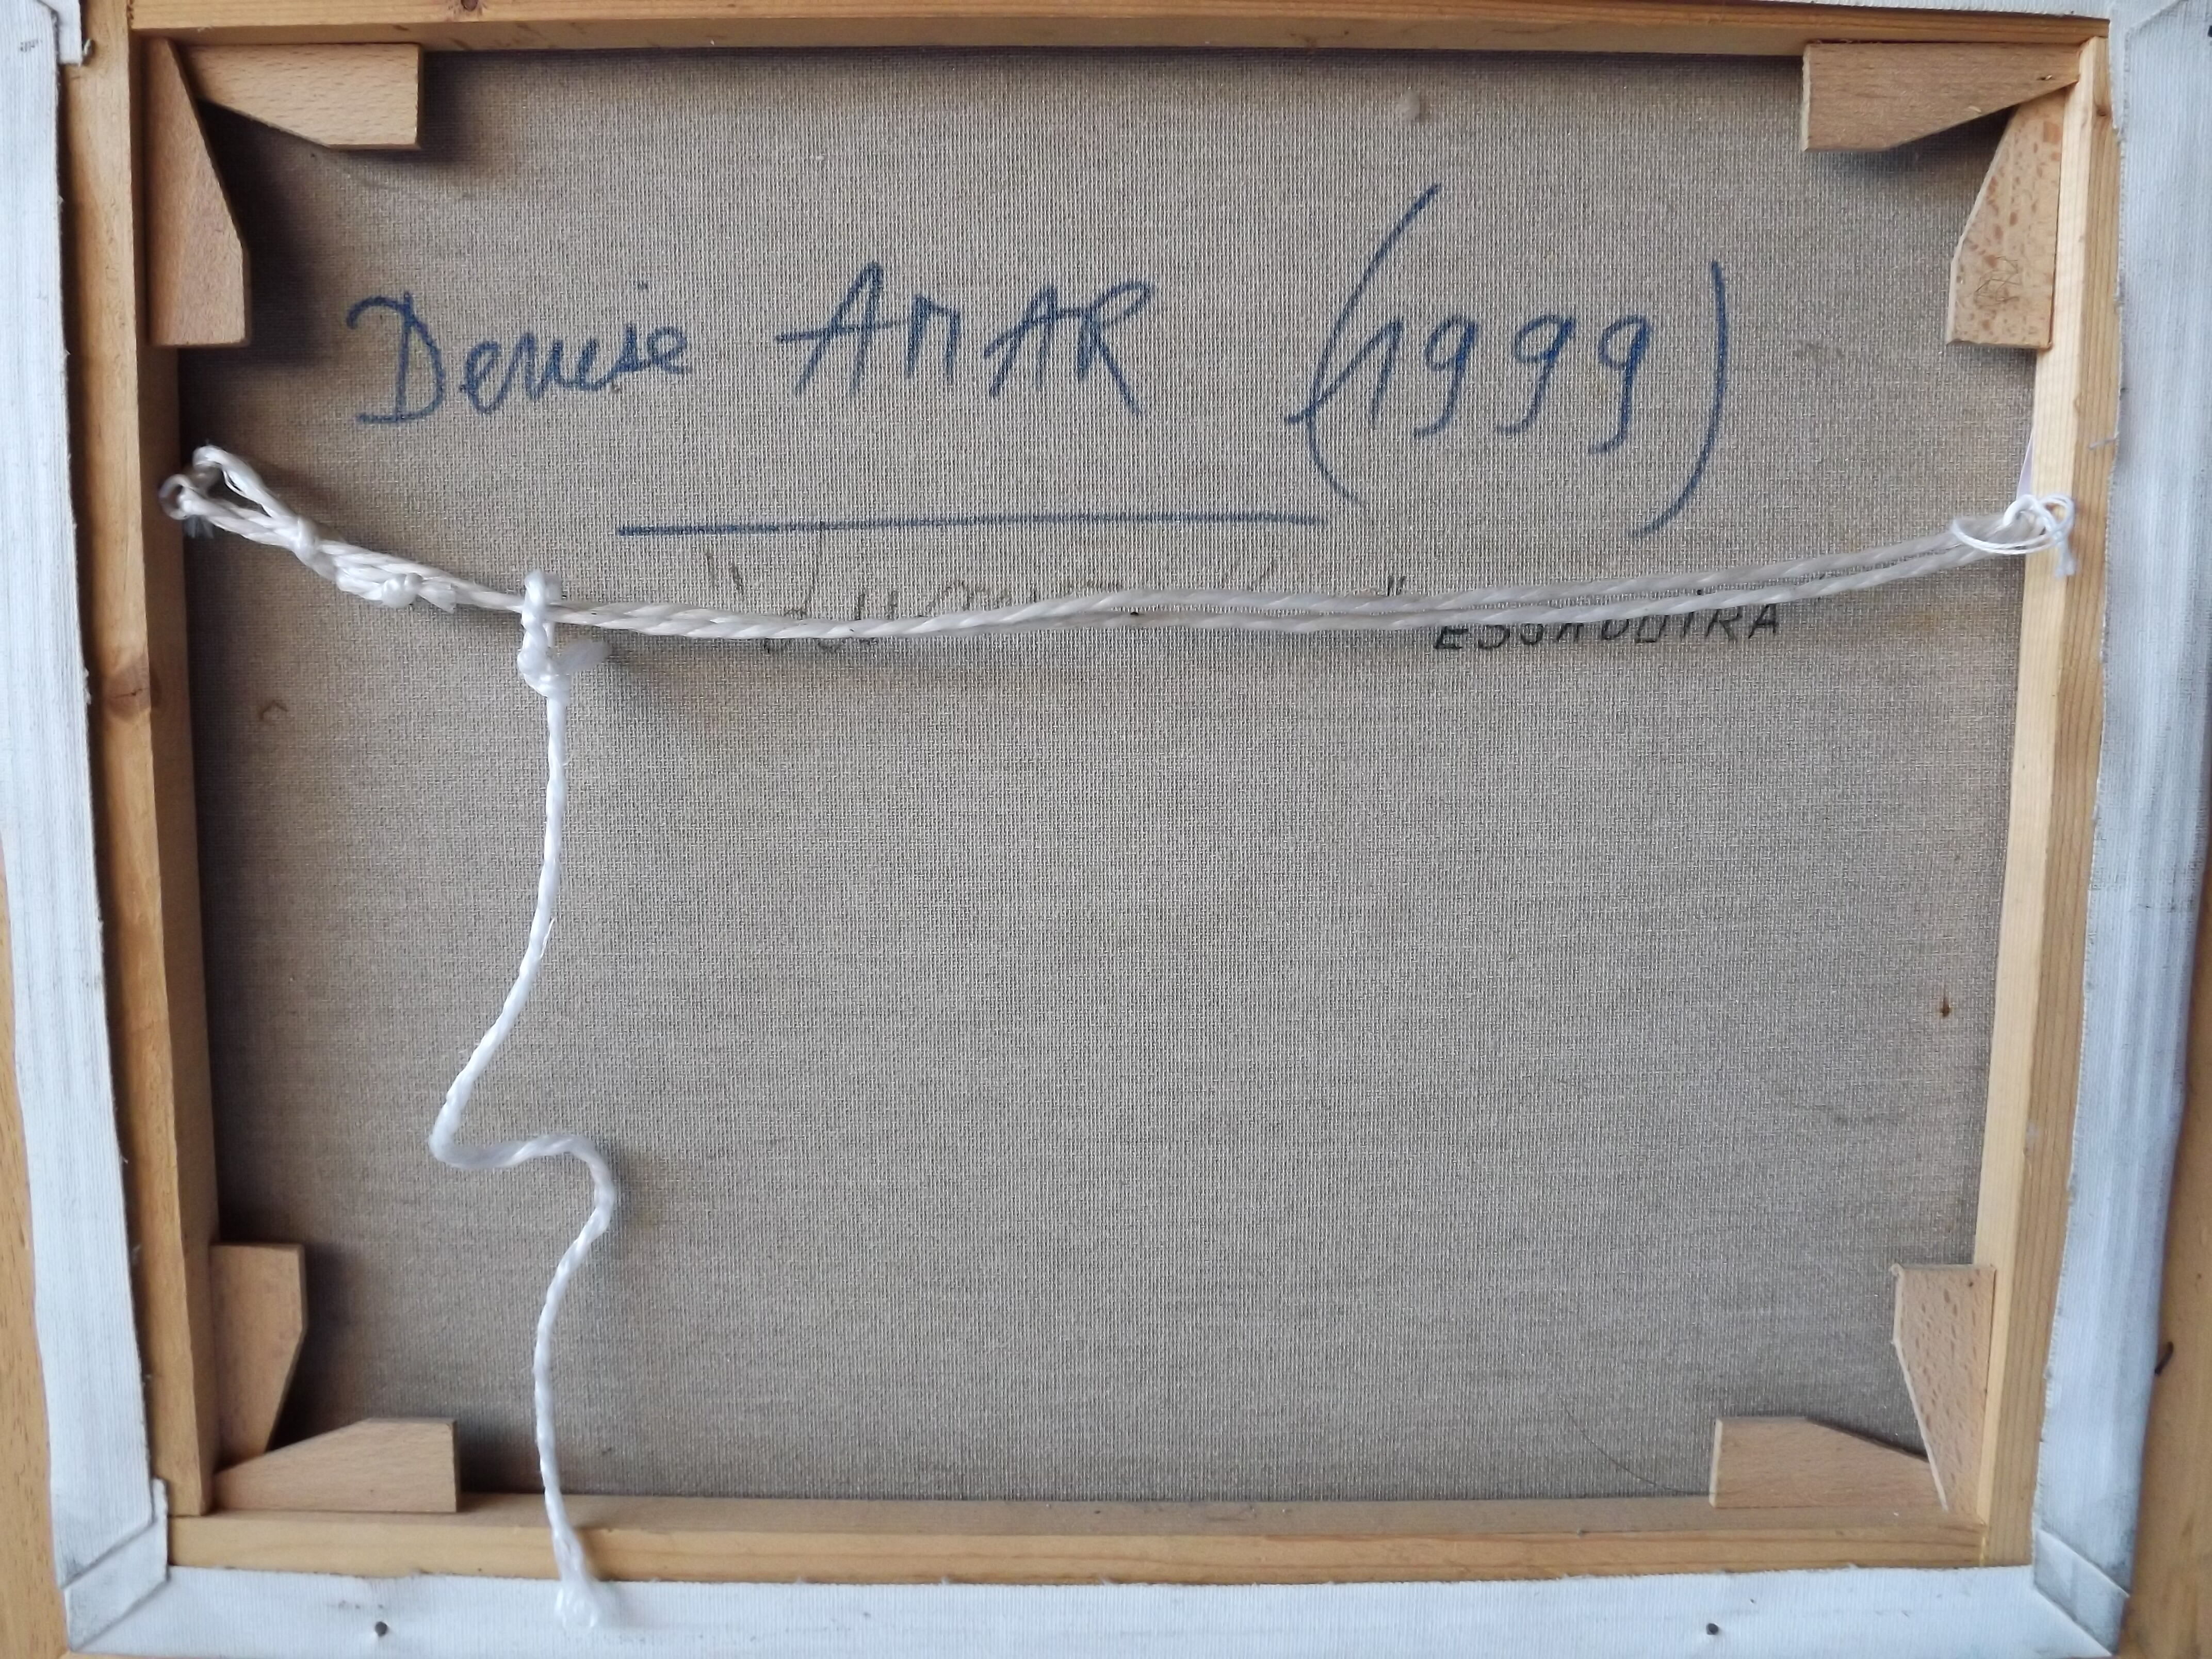 Denise AMAR (1999)
ESSAOUIRA